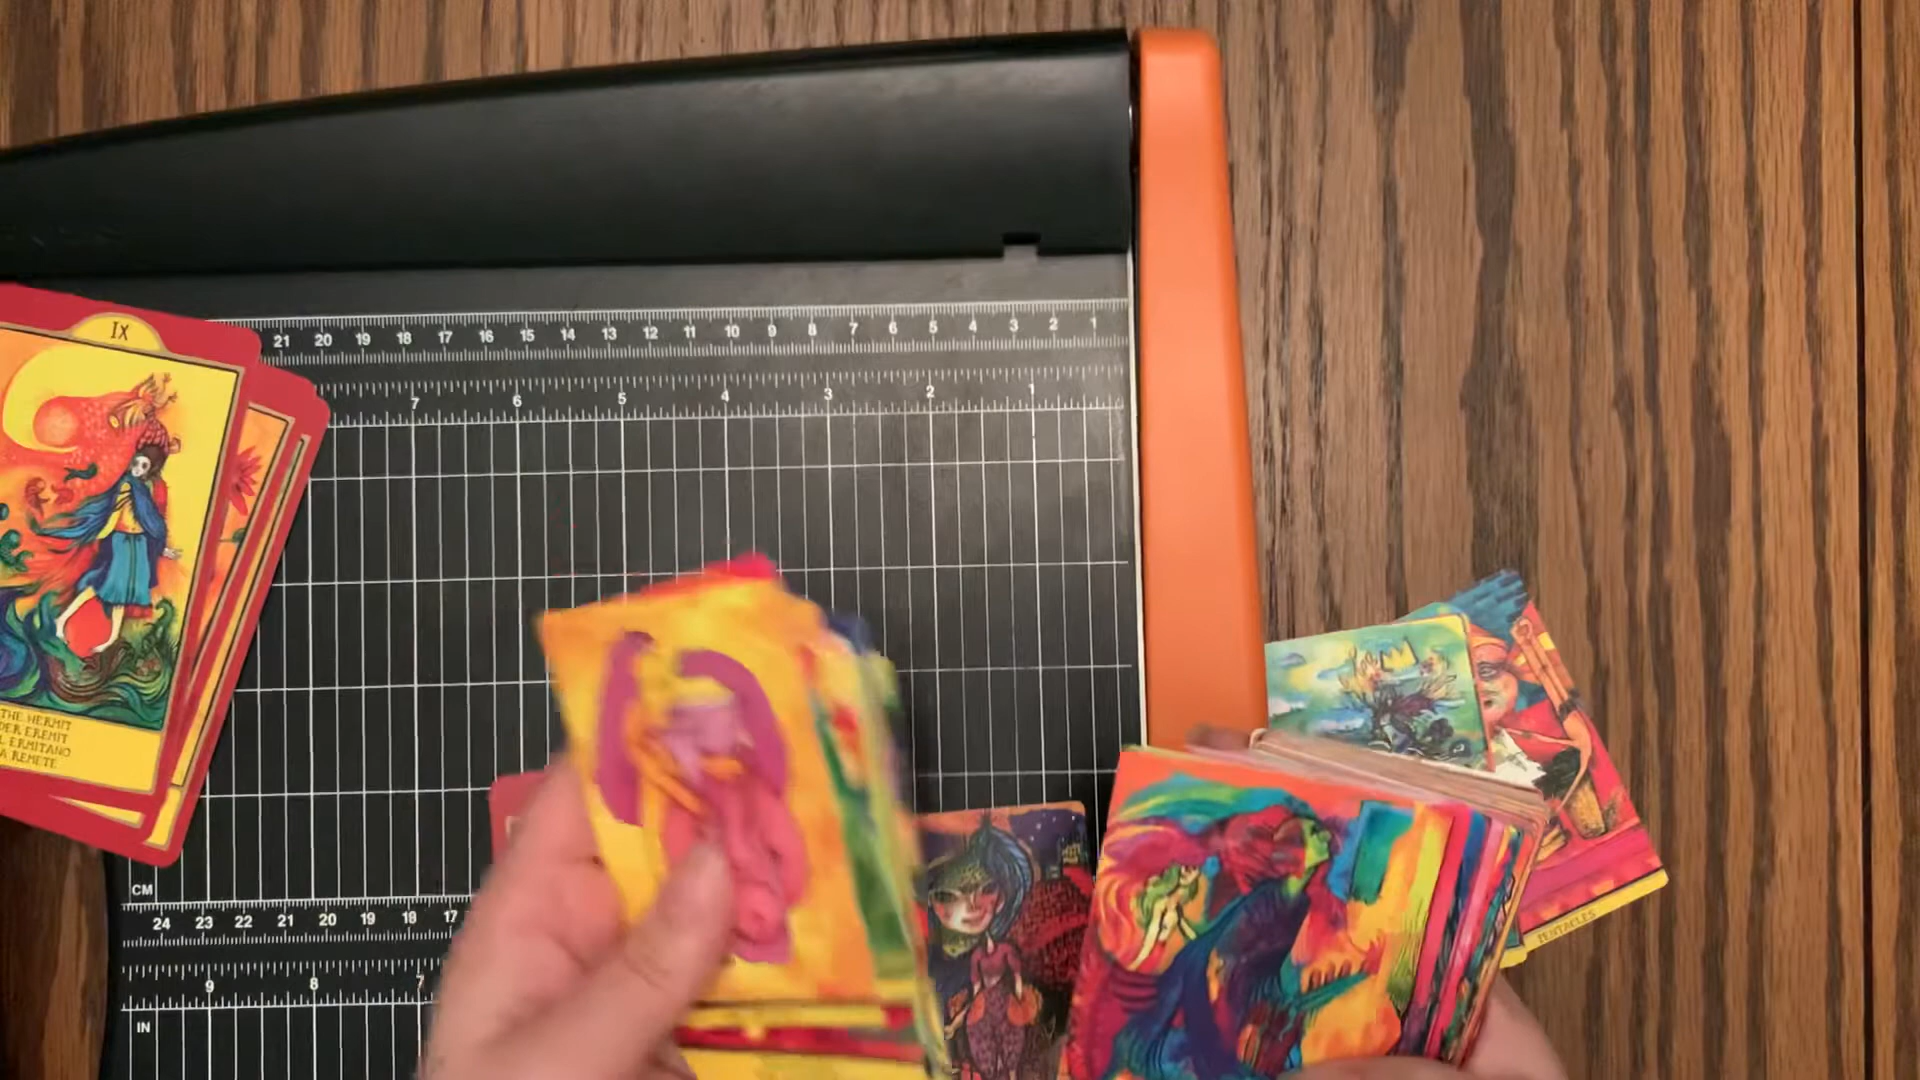 IX
21 20 19 18 17 16 15 14 13 12 11 10 9 8 7 6 5 4 3 2 1
7 6 5 4 3 2 1
THE HERMIT
DER EREMIT
L ERMITANO
A REMETE
CM
24 23 22 21 20 19 18 17
9 8 7
IN